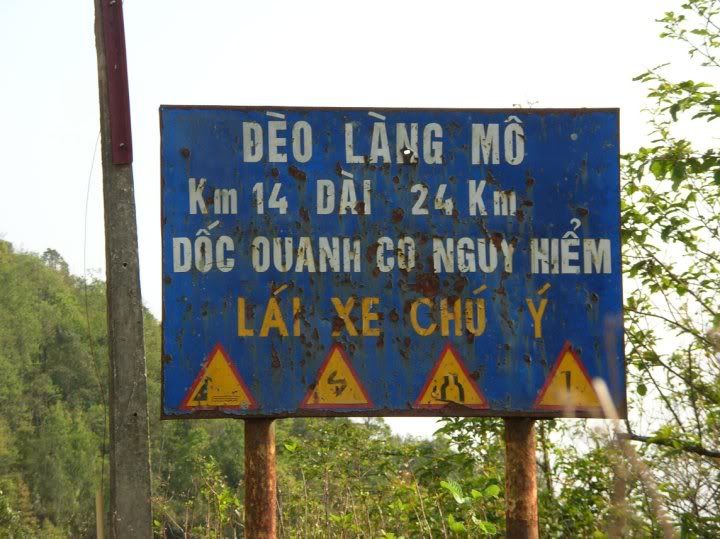 ĐÈO LÀNG MÔ
Km 14 DÀI 24 Km
DỐC QUANH CO NGUY HIỂM
LÁI XE CHÚ Ý